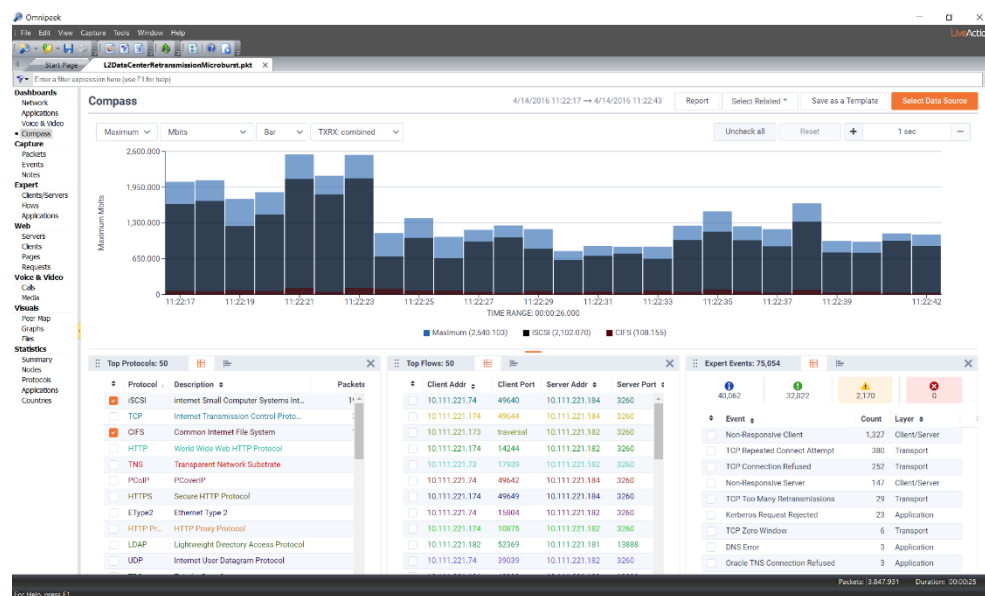 Omnipeek
File Edit View Capture Tools Window Help
LiveActio
Start Page L2DataCenterRetransmissionMicroburst.pkt
Enter a filter expression here (use F1 for help)
Dashboards
Network
Applications
Voice & Video
Compass
Capture
Packets
Events
Notes
Expert
Clients/Servers
Flows
Applications
Web
Servers
Clients
Pages
Requests
Voice & Video
Calls
Media
Visuals
Peer Map
Graphs
Files
Statistics
Summary
Nodes
Protocols
Applications
Countries
Compass 4/14/2016 11:22:17 → 4/14/2016 11:22:43 Report Select Related Save as a Template Select Data Source
Maximum Mbits Bar TXRX: combined Uncheck all Reset + 1 sec −
Maximum Mbits
2,600.000
1,950.000
1,300.000
650.000
0
11:22:17 11:22:19 11:22:21 11:22:23 11:22:25 11:22:27 11:22:29 11:22:31 11:22:33 11:22:35 11:22:37 11:22:39 11:22:42
TIME RANGE: 00:00:26.000
Maximum (2,540.103) ISCSI (2,102.070) CIFS (108.155)
Top Protocols: 50
Protocol Description Packets
iSCSI internet Small Computer Systems Int...
TCP Internet Transmission Control Proto...
CIFS Common Internet File System
HTTP World Wide Web HTTP Protocol
TNS Transparent Network Substrate
PCoIP PCoverIP
HTTPS Secure HTTP Protocol
EType2 Ethernet Type 2
HTTP Pr... HTTP Proxy Protocol
LDAP Lightweight Directory Access Protocol
UDP Internet User Datagram Protocol
Top Flows: 50
Client Addr Client Port Server Addr Server Port
10.111.221.74 49640 10.111.221.184 3260
10.111.221.174 49644 10.111.221.184 3260
10.111.221.173 traversal 10.111.221.182 3260
10.111.221.174 14244 10.111.221.182 3260
10.111.221.73 17939 10.111.221.182 3260
10.111.221.74 49642 10.111.221.184 3260
10.111.221.174 49649 10.111.221.184 3260
10.111.221.74 15804 10.111.221.182 3260
10.111.221.174 10875 10.111.221.182 3260
10.111.221.182 52369 10.111.221.181 13888
10.111.221.74 39039 10.111.221.182 3260
Expert Events: 75,054
40,062 32,822 2,170 0
Event Count Layer
Non-Responsive Client 1,327 Client/Server
TCP Repeated Connect Attempt 380 Transport
TCP Connection Refused 252 Transport
Non-Responsive Server 147 Client/Server
TCP Too Many Retransmissions 29 Transport
Kerberos Request Rejected 23 Application
TCP Zero Window 6 Transport
DNS Error 3 Application
Oracle TNS Connection Refused 3 Application
Packets: 3,847,931 Duration: 00:00:25
For Help, press F1